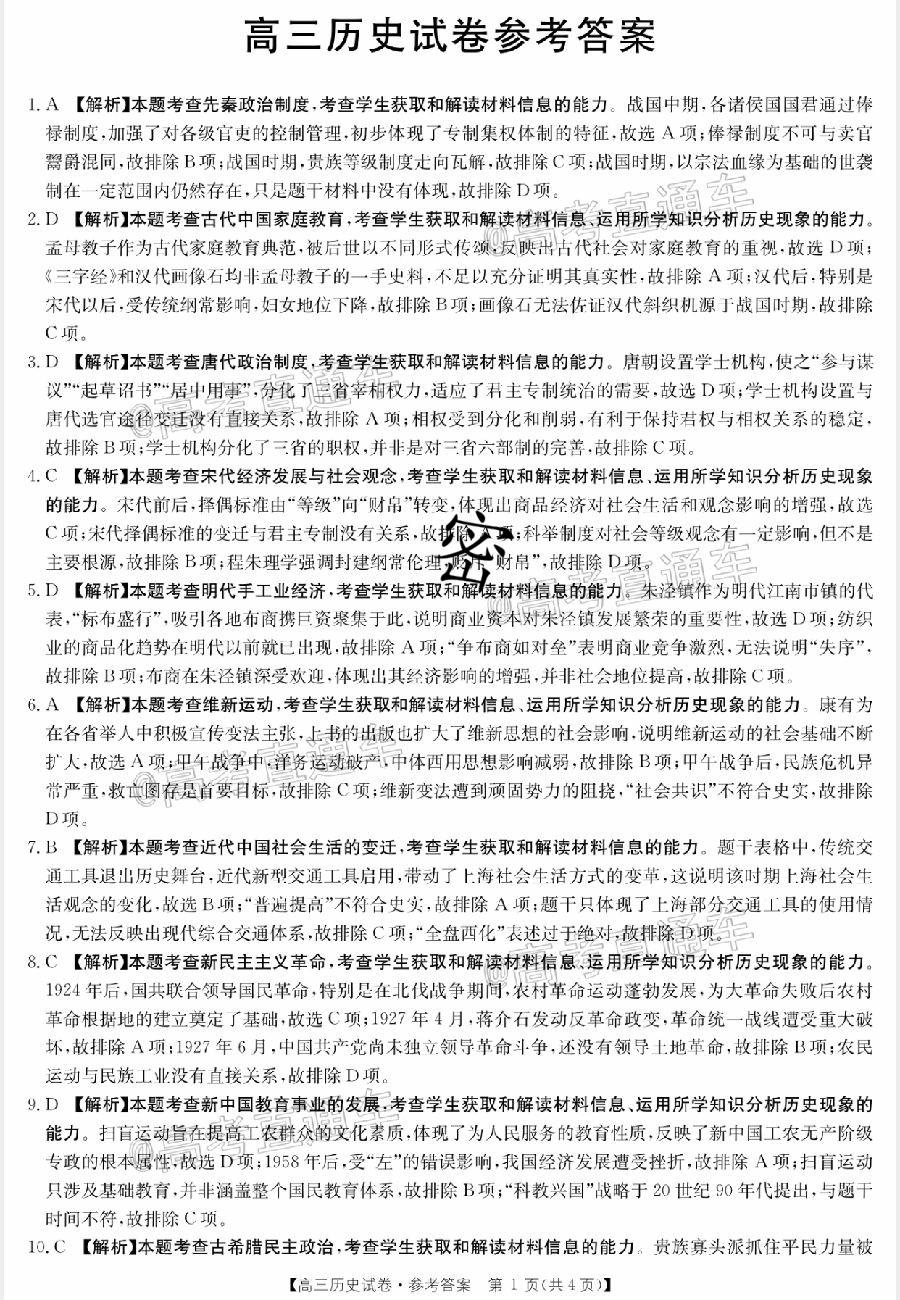 高三历史试卷参考答案
1. A 【解析】本题考查先秦政治制度,考查学生获取和解读材料信息的能力。战国中期,各诸侯国国君通过俸
禄制度,加强了对各级官吏的控制管理,初步体现了专制集权体制的特征,故选 A 项;俸禄制度不可与卖官
鬻爵混同,故排除 B 项;战国时期,贵族等级制度走向瓦解,故排除 C 项;战国时期,以宗法血缘为基础的世袭
制在一定范围内仍然存在,只是题干材料中没有体现,故排除 D 项。
2. D 【解析】本题考查古代中国家庭教育,考查学生获取和解读材料信息、运用所学知识分析历史现象的能力。
孟母教子作为古代家庭教育典范,被后世以不同形式传颂,反映出古代社会对家庭教育的重视,故选 D 项;
《三字经》和汉代画像石均非孟母教子的一手史料,不足以充分证明其真实性,故排除 A 项;汉代后,特别是
宋代以后,受传统纲常影响,妇女地位下降,故排除 B 项;画像石无法佐证汉代斜织机源于战国时期,故排除
C 项。
3. D 【解析】本题考查唐代政治制度,考查学生获取和解读材料信息的能力。唐朝设置学士机构,使之“参与谋
议”“起草诏书”“居中用事”,分化了三省宰相权力,适应了君主专制统治的需要,故选 D 项;学士机构设置与
唐代选官途径变迁没有直接关系,故排除 A 项;相权受到分化和削弱,有利于保持君权与相权关系的稳定,
故排除 B 项;学士机构分化了三省的职权,并非是对三省六部制的完善,故排除 C 项。
4. C 【解析】本题考查宋代经济发展与社会观念,考查学生获取和解读材料信息、运用所学知识分析历史现象
的能力。宋代前后,择偶标准由“等级”向“财帛”转变,体现出商品经济对社会生活和观念影响的增强,故选
C 项;宋代择偶标准的变迁与君主专制没有关系,故排除 A 项;科举制度对社会等级观念有一定影响,但不是
主要根源,故排除 B 项;程朱理学强调封建纲常伦理,贬斥“财帛”,故排除 D 项。
密
5. D 【解析】本题考查明代手工业经济,考查学生获取和解读材料信息的能力。朱泾镇作为明代江南市镇的代
表,“标布盛行”,吸引各地布商携巨资聚集于此,说明商业资本对朱泾镇发展繁荣的重要性,故选 D 项;纺织
业的商品化趋势在明代以前就已出现,故排除 A 项;“争布商如对垒”表明商业竞争激烈,无法说明“失序”,
故排除 B 项;布商在朱泾镇深受欢迎,体现出其经济影响的增强,并非社会地位提高,故排除 C 项。
6. A 【解析】本题考查维新运动,考查学生获取和解读材料信息、运用所学知识分析历史现象的能力。康有为
在各省举人中积极宣传变法主张,上书的出版也扩大了维新思想的社会影响,说明维新运动的社会基础不断
扩大,故选 A 项;甲午战争中,洋务运动破产,中体西用思想影响减弱,故排除 B 项;甲午战争后,民族危机异
常严重,救亡图存是首要目标,故排除 C 项;维新变法遭到顽固势力的阻挠,“社会共识”不符合史实,故排除
D 项。
7. B 【解析】本题考查近代中国社会生活的变迁,考查学生获取和解读材料信息的能力。题干表格中,传统交
通工具退出历史舞台,近代新型交通工具启用,带动了上海社会生活方式的变革,这说明该时期上海社会生
活观念的变化,故选 B 项;“普遍提高”不符合史实,故排除 A 项;题干只体现了上海部分交通工具的使用情
况,无法反映出现代综合交通体系,故排除 C 项;“全盘西化”表述过于绝对,故排除 D 项。
8. C 【解析】本题考查新民主主义革命,考查学生获取和解读材料信息、运用所学知识分析历史现象的能力。
1924 年后,国共联合领导国民革命,特别是在北伐战争期间,农村革命运动蓬勃发展,为大革命失败后农村
革命根据地的建立奠定了基础,故选 C 项;1927 年 4 月,蒋介石发动反革命政变,革命统一战线遭受重大破
坏,故排除 A 项;1927 年 6 月,中国共产党尚未独立领导革命斗争,还没有领导土地革命,故排除 B 项;农民
运动与民族工业没有直接关系,故排除 D 项。
9. D 【解析】本题考查新中国教育事业的发展,考查学生获取和解读材料信息、运用所学知识分析历史现象的
能力。扫盲运动旨在提高工农群众的文化素质,体现了为人民服务的教育性质,反映了新中国工农无产阶级
专政的根本属性,故选 D 项;1958 年后,受“左”的错误影响,我国经济发展遭受挫折,故排除 A 项;扫盲运动
只涉及基础教育,并非涵盖整个国民教育体系,故排除 B 项;“科教兴国”战略于 20 世纪 90 年代提出,与题干
时间不符,故排除 C 项。
10. C 【解析】本题考查古希腊民主政治,考查学生获取和解读材料信息的能力。贵族寡头派抓住平民力量被
【高三历史试卷·参考答案 第 1 页(共 4 页)】
@高考直通车
@高考直通车
@高考直通车
@高考直通车
@高考直通车
@高考直通车